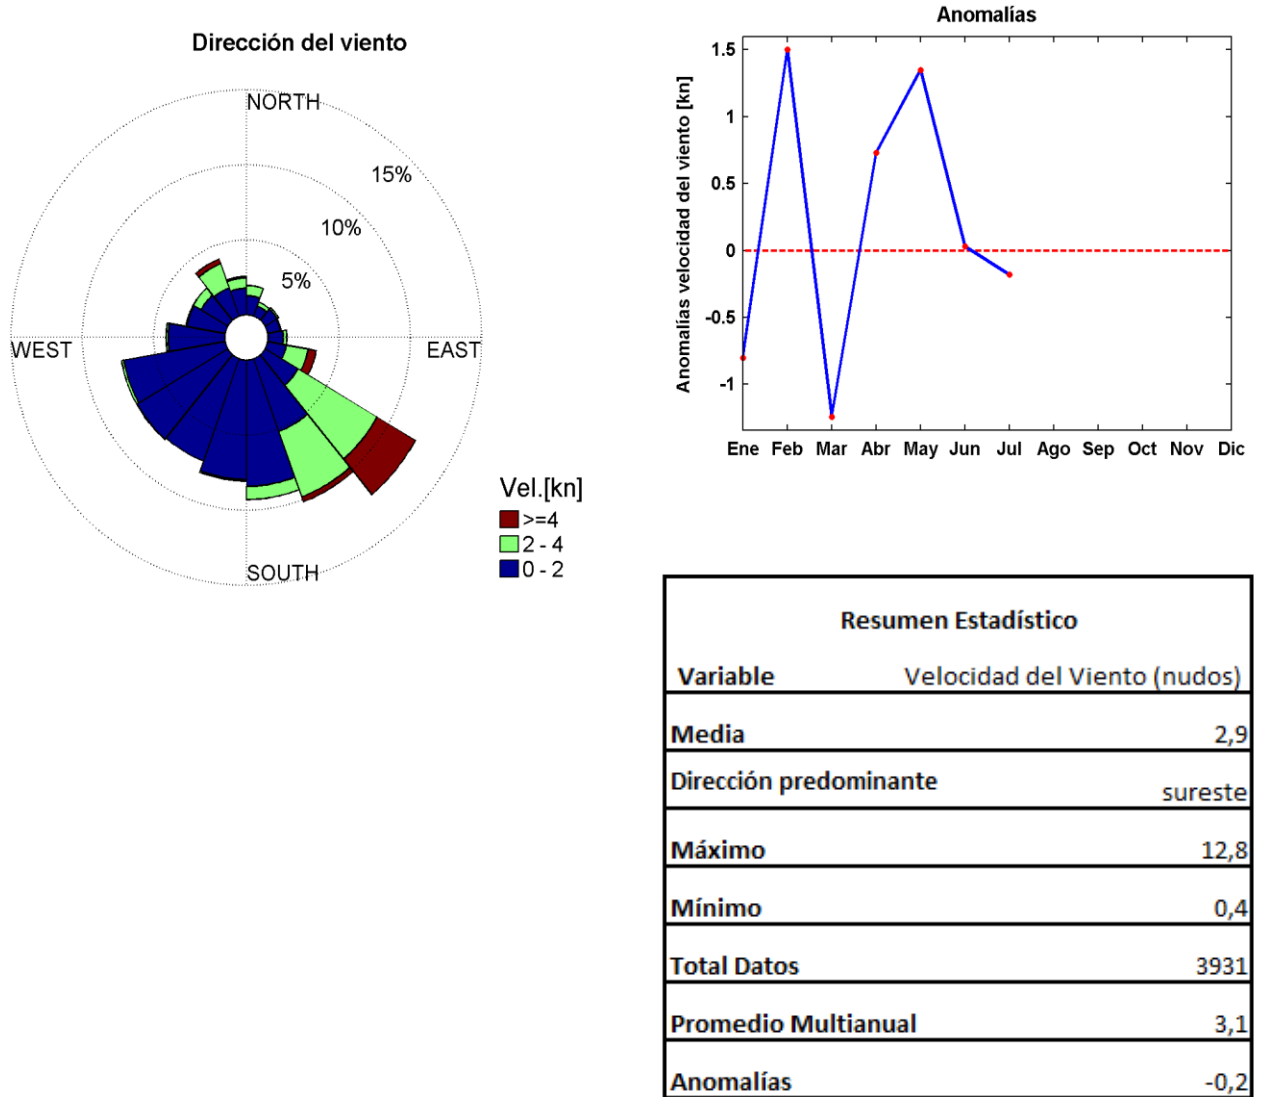 Dirección del viento
NORTH
15%
10%
5%
WEST
EAST
SOUTH
Vel.[kn]
>=4
2 - 4
0 - 2
Anomalías
Anomalías velocidad del viento [kn]
1.5
1
0.5
0
-0.5
-1
Ene Feb Mar Abr May Jun Jul Ago Sep Oct Nov Dic
Resumen Estadístico
Variable Velocidad del Viento (nudos)
Media 2,9
Dirección predominante sureste
Máximo 12,8
Mínimo 0,4
Total Datos 3931
Promedio Multianual 3,1
Anomalías -0,2